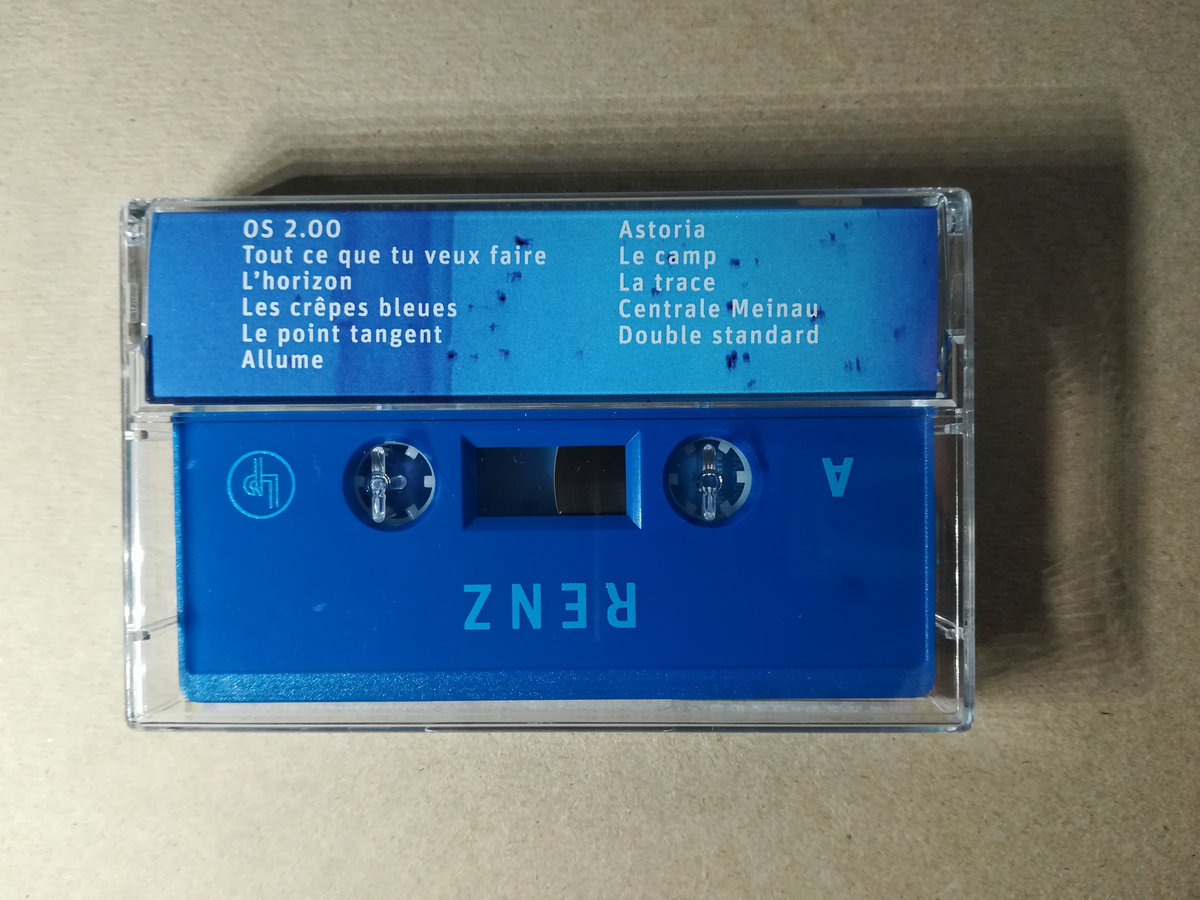 OS 2.00
Tout ce que tu veux faire
L'horizon
Les crêpes bleues
Le point tangent
Allume
Astoria
Le camp
La trace
Centrale Meinau
Double standard
A
RENZ